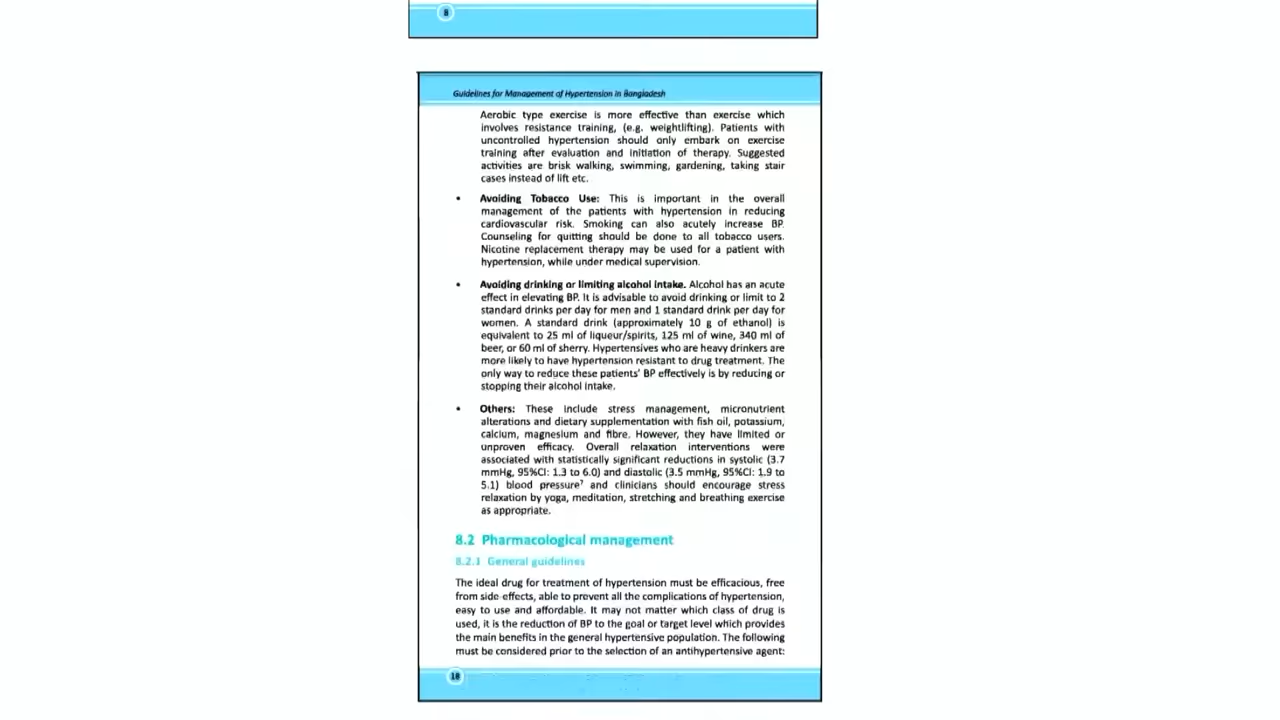 8
Guidelines for Management of Hypertension in Bangladesh
Aerobic type exercise is more effective than exercise which
involves resistance training, (e.g. weightlifting). Patients with
uncontrolled hypertension should only embark on exercise
training after evaluation and initiation of therapy. Suggested
activities are brisk walking, swimming, gardening, taking stair
cases instead of lift etc.
• Avoiding Tobacco Use: This is important in the overall
management of the patients with hypertension in reducing
cardiovascular risk. Smoking can also acutely increase BP.
Counseling for quitting should be done to all tobacco users.
Nicotine replacement therapy may be used for a patient with
hypertension, while under medical supervision.
• Avoiding drinking or limiting alcohol intake. Alcohol has an acute
effect in elevating BP. It is advisable to avoid drinking or limit to 2
standard drinks per day for men and 1 standard drink per day for
women. A standard drink (approximately 10 g of ethanol) is
equivalent to 25 ml of liqueur/spirits, 125 ml of wine, 340 ml of
beer, or 60 ml of sherry. Hypertensives who are heavy drinkers are
more likely to have hypertension resistant to drug treatment. The
only way to reduce these patients' BP effectively is by reducing or
stopping their alcohol intake.
• Others: These include stress management, micronutrient
alterations and dietary supplementation with fish oil, potassium,
calcium, magnesium and fibre. However, they have limited or
unproven efficacy. Overall relaxation interventions were
associated with statistically significant reductions in systolic (3.7
mmHg, 95%CI: 1.3 to 6.0) and diastolic (3.5 mmHg, 95%CI: 1.9 to
5.1) blood pressure⁷ and clinicians should encourage stress
relaxation by yoga, meditation, stretching and breathing exercise
as appropriate.
8.2 Pharmacological management
8.2.1 General guidelines
The ideal drug for treatment of hypertension must be efficacious, free
from side-effects, able to prevent all the complications of hypertension,
easy to use and affordable. It may not matter which class of drug is
used, it is the reduction of BP to the goal or target level which provides
the main benefits in the general hypertensive population. The following
must be considered prior to the selection of an antihypertensive agent:
18